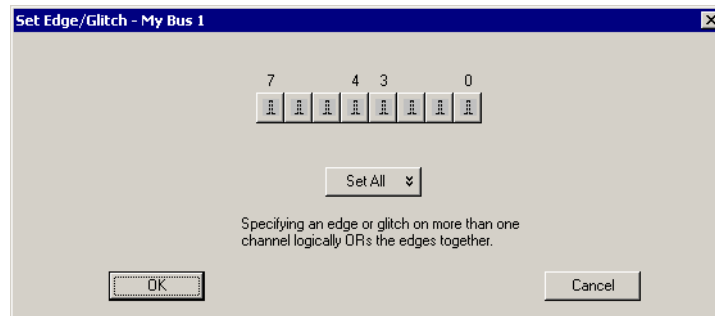 Set Edge/Glitch - My Bus 1
7 4 3 0
Set All
Specifying an edge or glitch on more than one
channel logically ORs the edges together.
OK Cancel